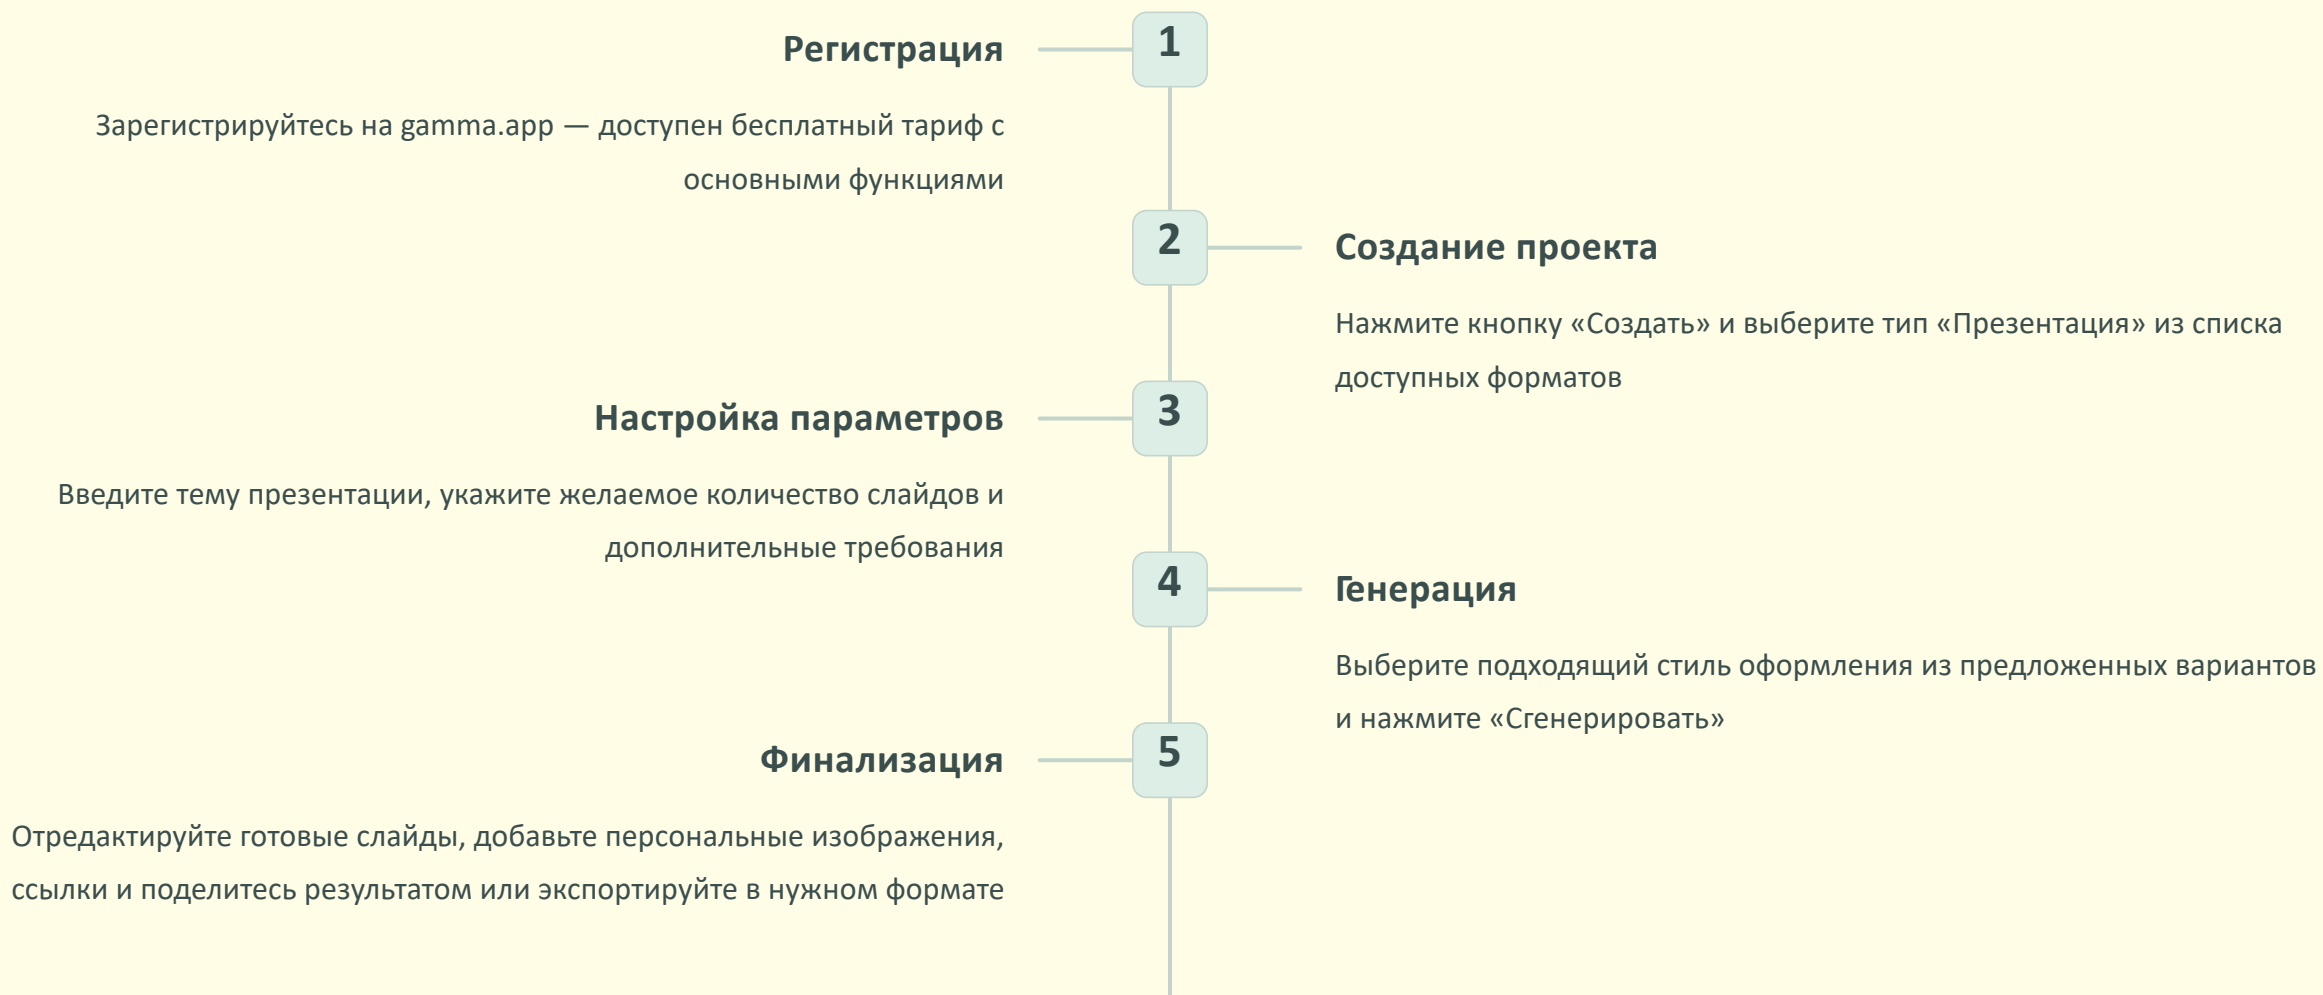 1
Регистрация
Зарегистрируйтесь на gamma.app — доступен бесплатный тариф с
основными функциями
2
Создание проекта
Нажмите кнопку «Создать» и выберите тип «Презентация» из списка
доступных форматов
3
Настройка параметров
Введите тему презентации, укажите желаемое количество слайдов и
дополнительные требования
4
Генерация
Выберите подходящий стиль оформления из предложенных вариантов
и нажмите «Сгенерировать»
5
Финализация
Отредактируйте готовые слайды, добавьте персональные изображения,
ссылки и поделитесь результатом или экспортируйте в нужном формате